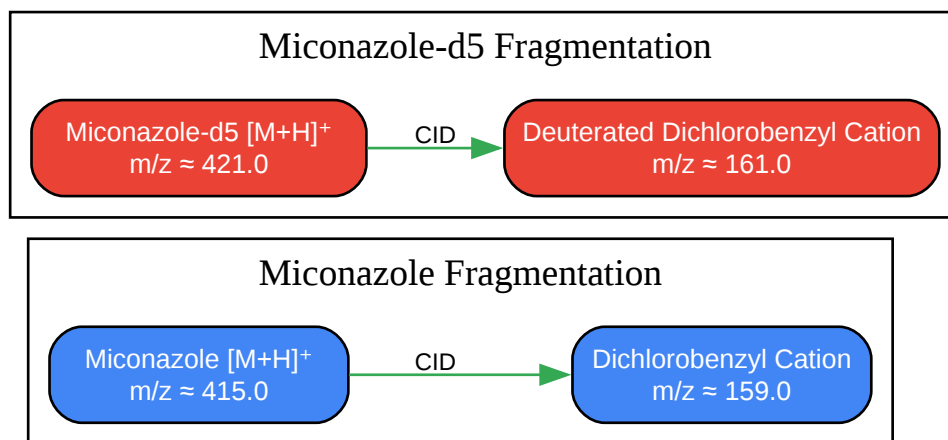 Miconazole-d5 Fragmentation
Miconazole-d5 [M+H]⁺
m/z ≈ 421.0
CID
Deuterated Dichlorobenzyl Cation
m/z ≈ 161.0
Miconazole Fragmentation
Miconazole [M+H]⁺
m/z ≈ 415.0
CID
Dichlorobenzyl Cation
m/z ≈ 159.0